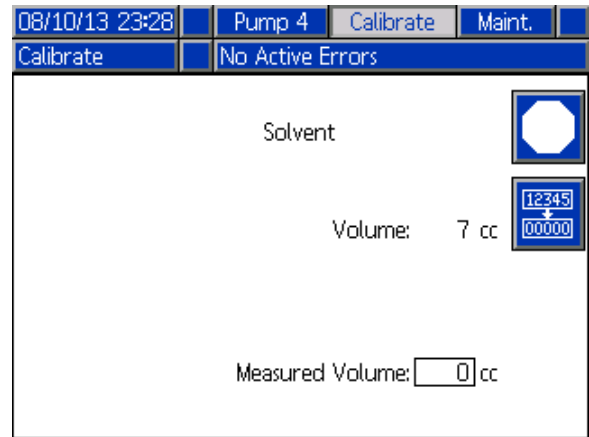 08/10/13 23:28 Pump 4 Calibrate Maint.
Calibrate No Active Errors
Solvent
12345
00000
Volume: 7 cc
Measured Volume: 0 cc